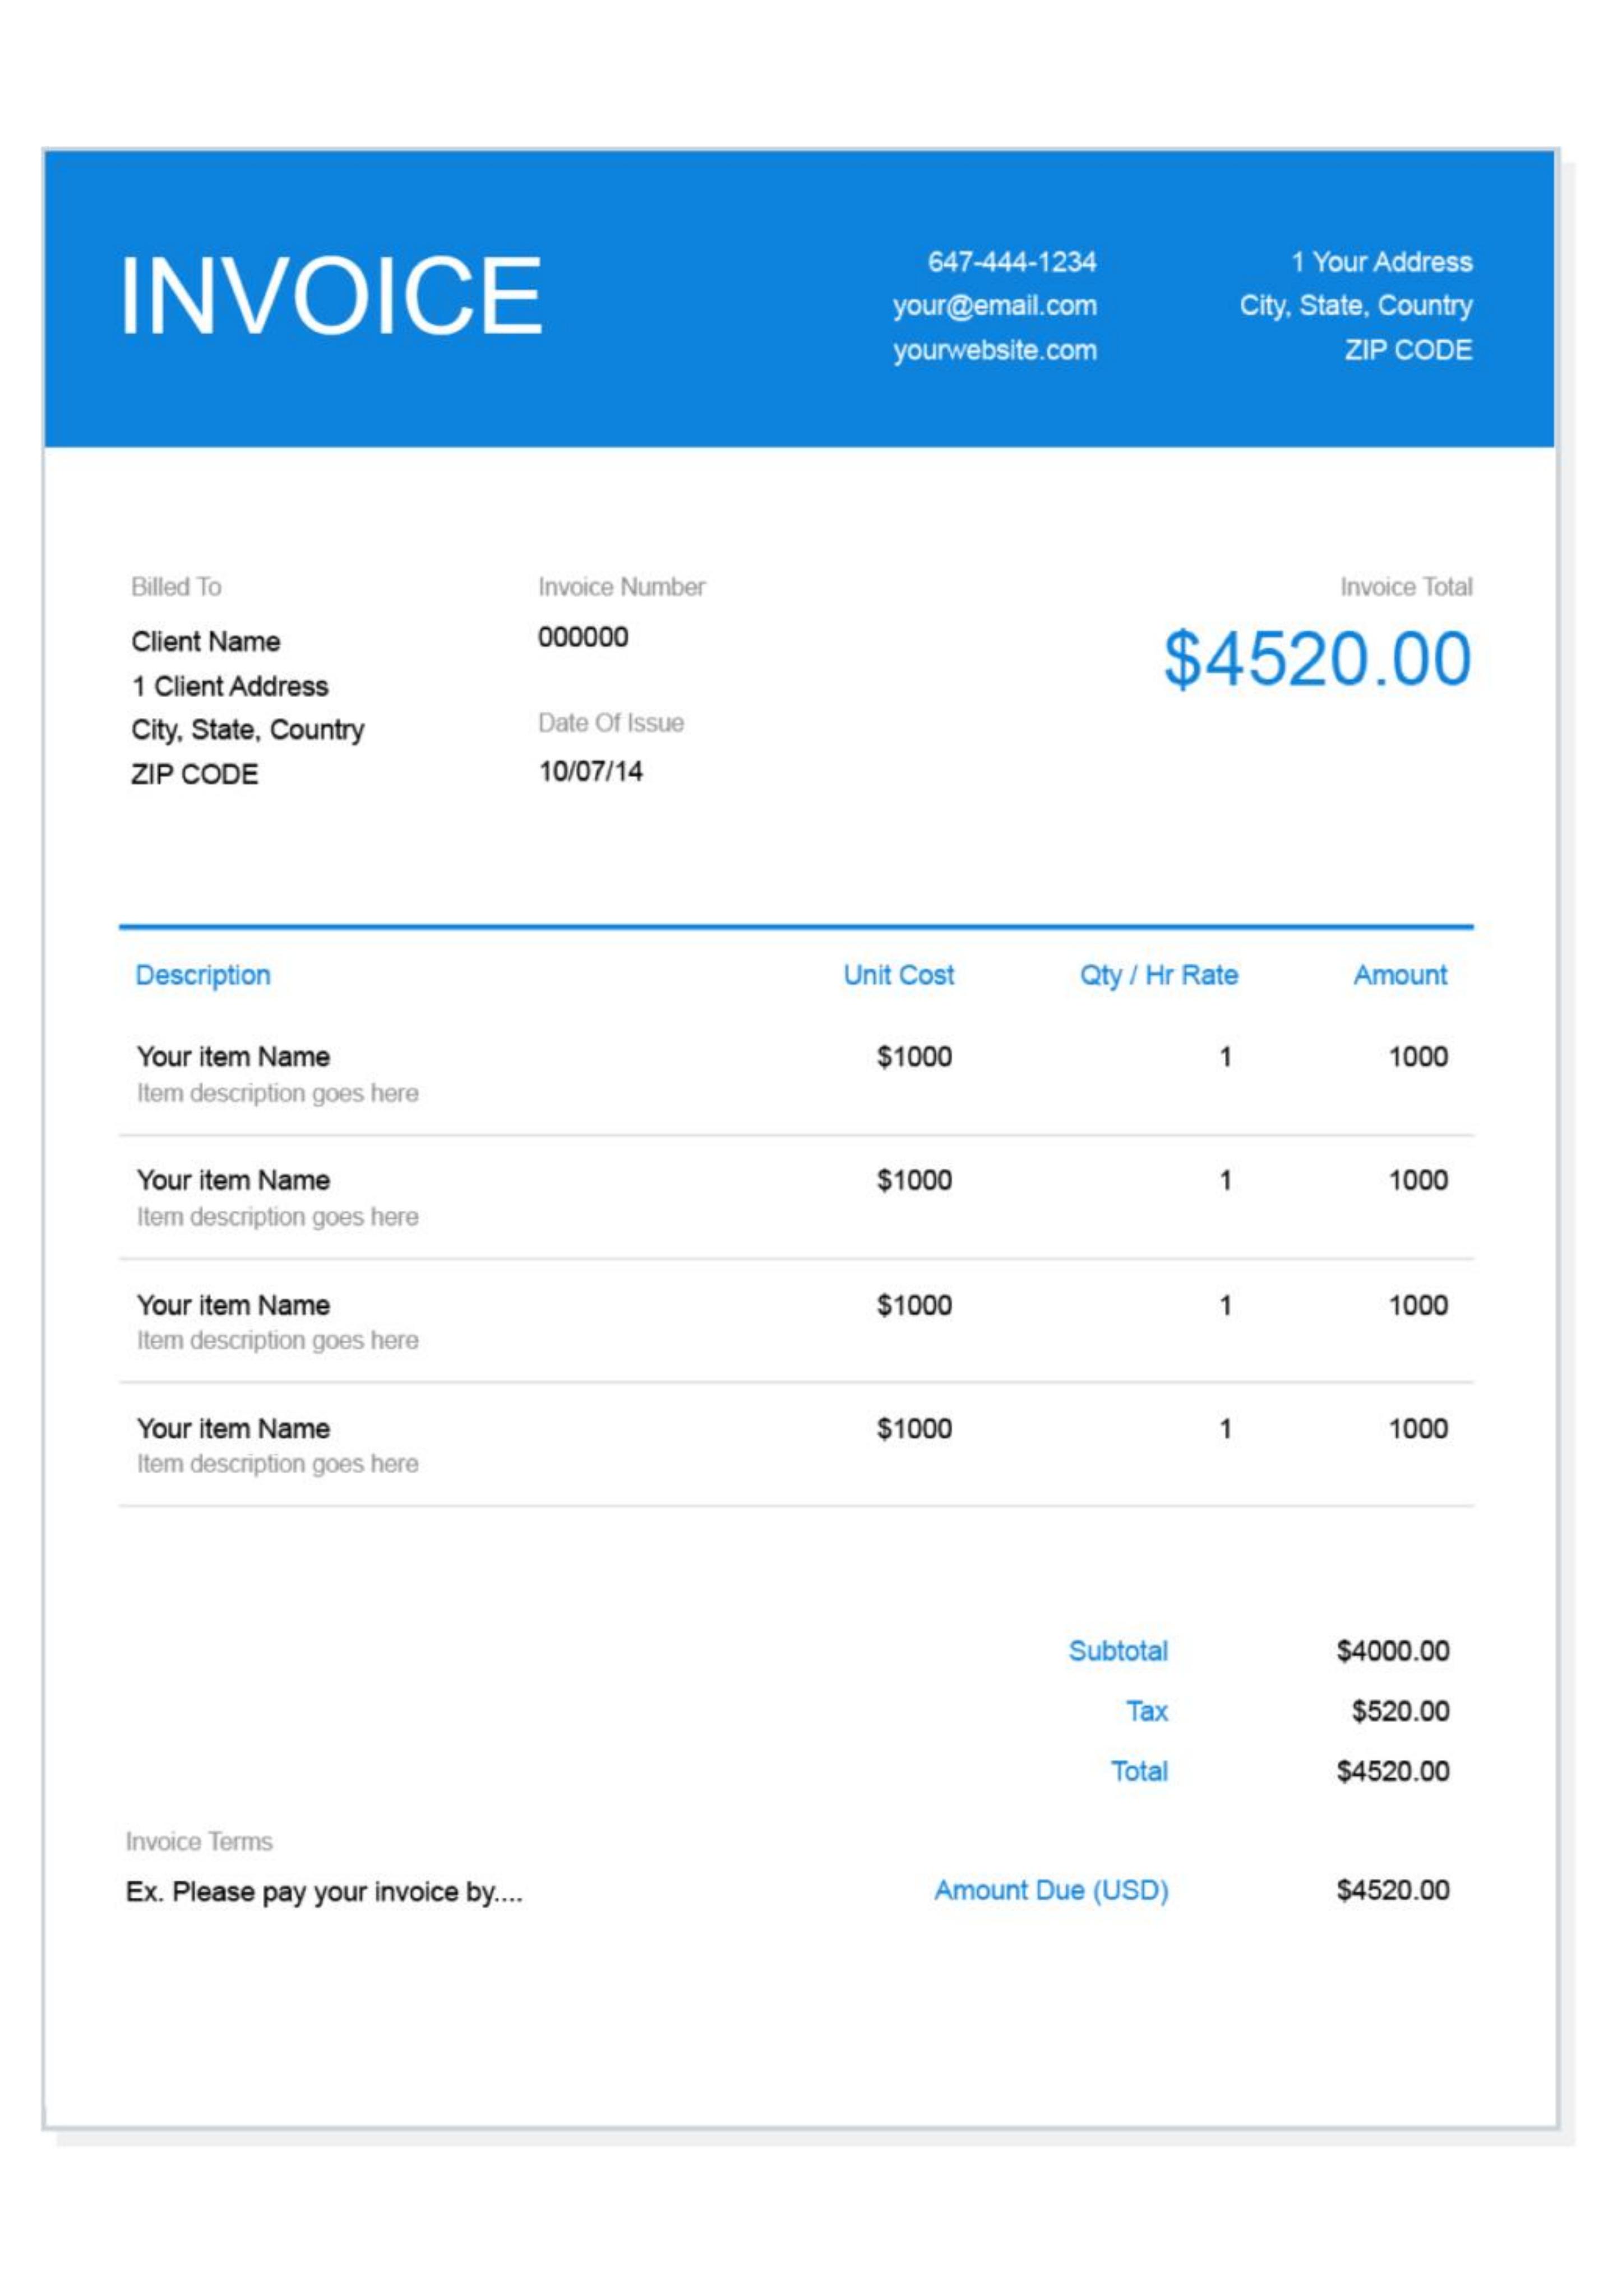 INVOICE
647-444-1234
your@email.com
yourwebsite.com
1 Your Address
City, State, Country
ZIP CODE
Billed To
Client Name
1 Client Address
City, State, Country
ZIP CODE
Invoice Number
000000
Date Of Issue
10/07/14
Invoice Total
$4520.00
Description Unit Cost Qty / Hr Rate Amount
Your item Name $1000 1 1000
Item description goes here
Your item Name $1000 1 1000
Item description goes here
Your item Name $1000 1 1000
Item description goes here
Your item Name $1000 1 1000
Item description goes here
Subtotal $4000.00
Tax $520.00
Total $4520.00
Invoice Terms
Ex. Please pay your invoice by....
Amount Due (USD) $4520.00